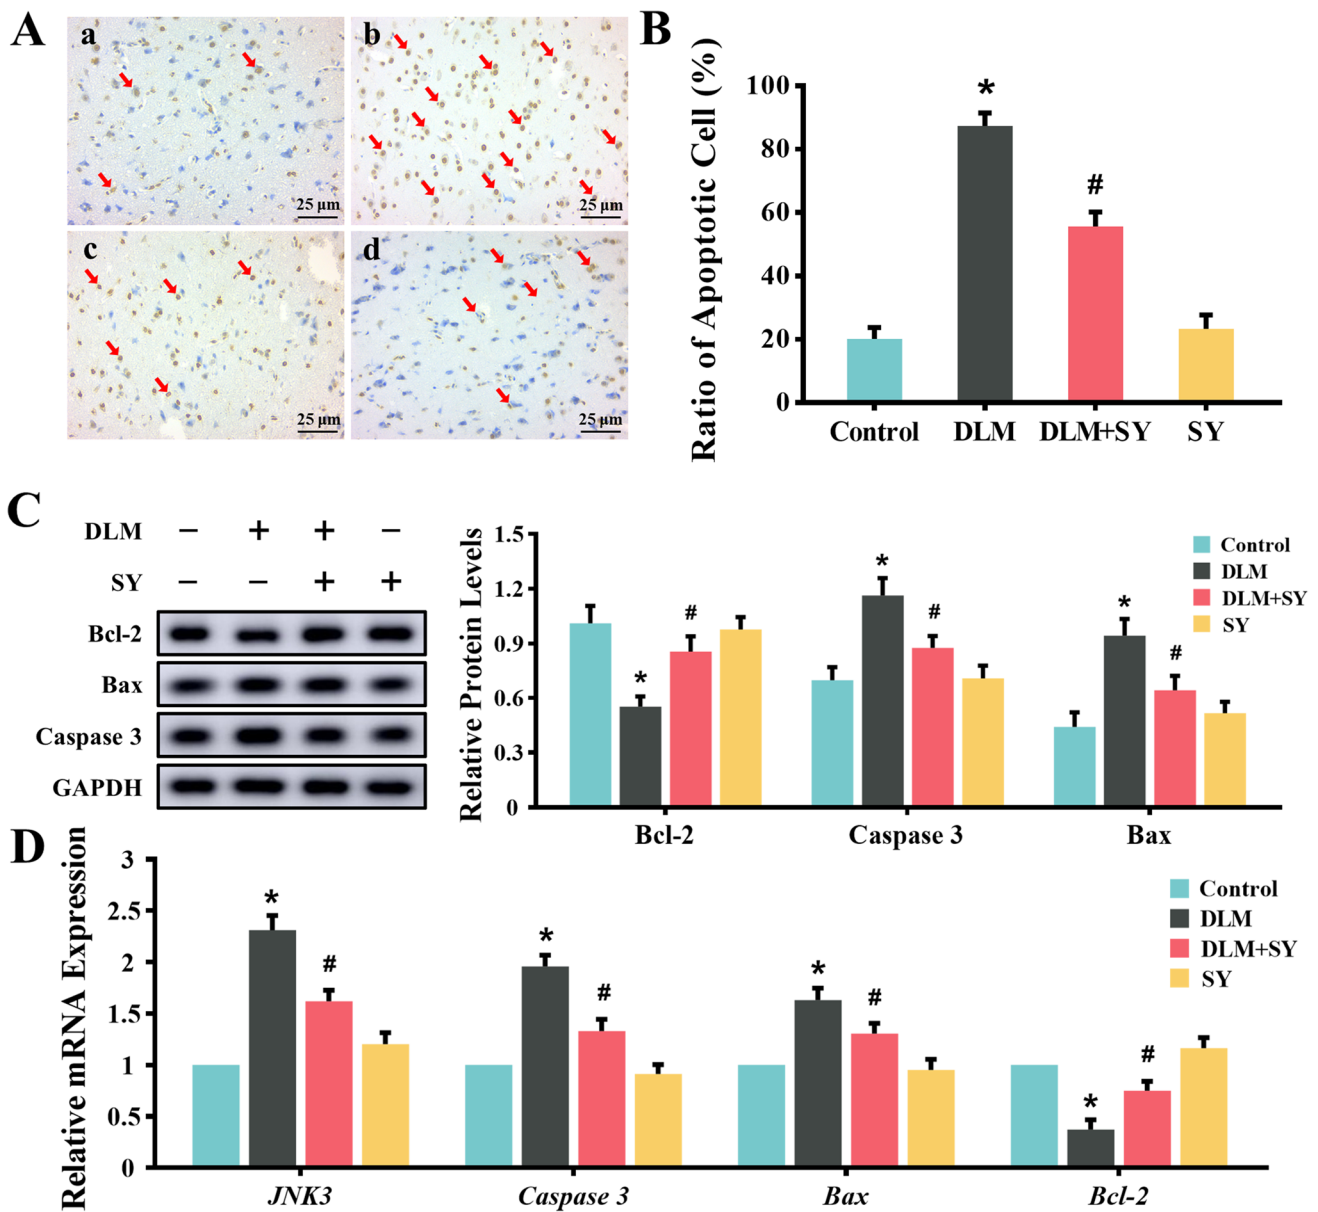 A
a
b
25 μm
25 μm
c
d
25 μm
25 μm
B
Ratio of Apoptotic Cell (%)
100
80
60
40
20
0
*
#
Control DLM DLM+SY SY
C
DLM − + + −
SY − − + +
Bcl-2
Bax
Caspase 3
GAPDH
Relative Protein Levels
1.5
1.2
0.9
0.6
0.3
0
*
#
*
#
*
#
Control
DLM
DLM+SY
SY
Bcl-2 Caspase 3 Bax
D
Relative mRNA Expression
3
2.5
2
1.5
1
0.5
0
*
#
*
#
*
#
*
#
Control
DLM
DLM+SY
SY
JNK3 Caspase 3 Bax Bcl-2